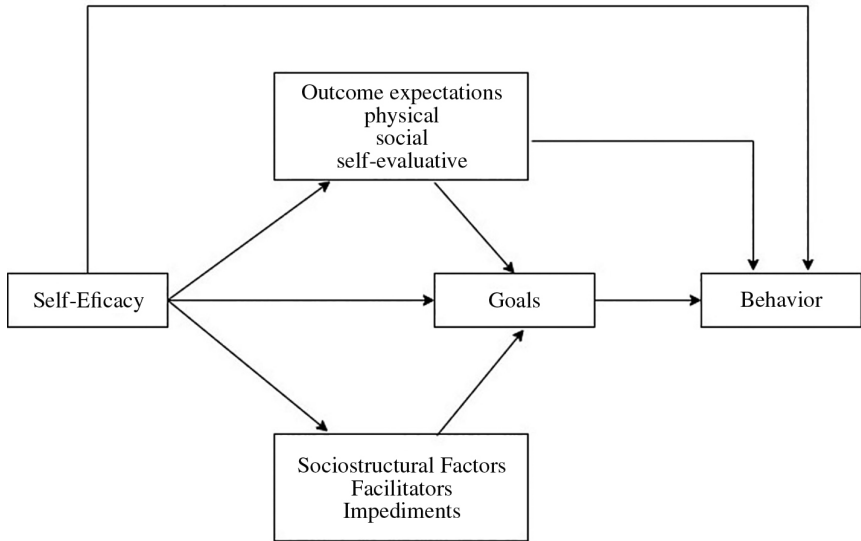 Outcome expectations
physical
social
self-evaluative
Self-Eficacy
Goals
Behavior
Sociostructural Factors
Facilitators
Impediments